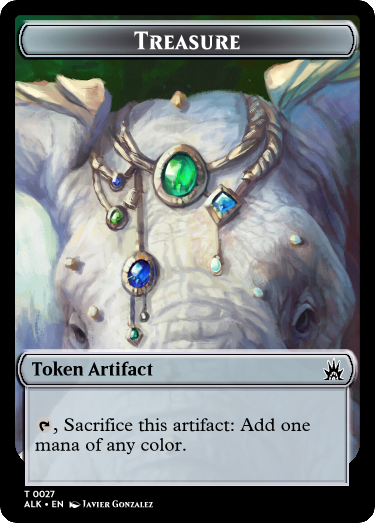 Treasure
Token Artifact
, Sacrifice this artifact: Add one
mana of any color.
T 0027
ALK • EN Javier Gonzalez